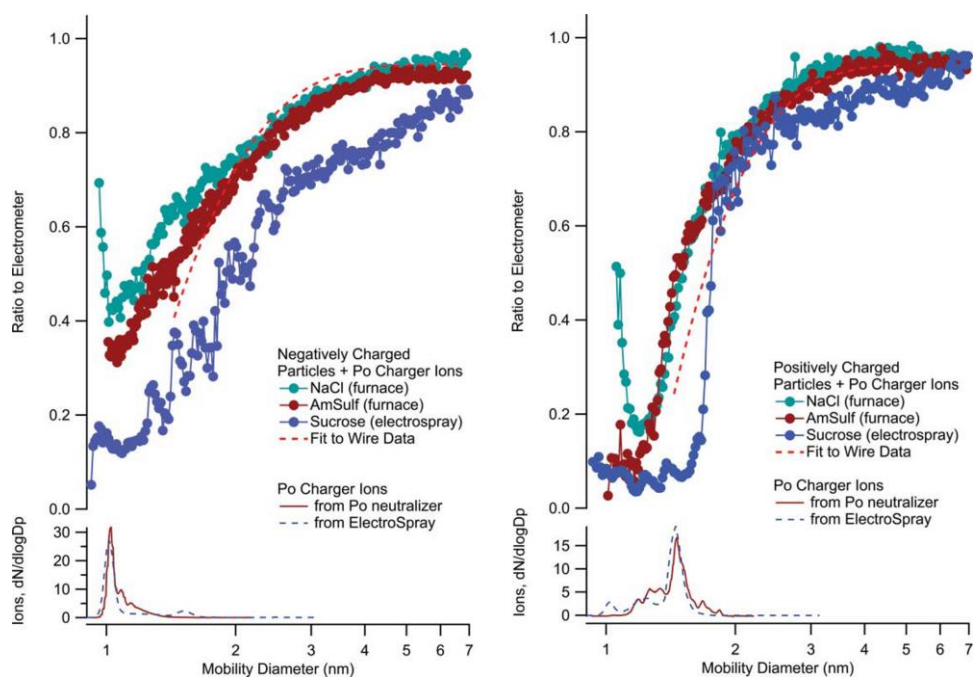 1.0
0.8
0.6
0.4
0.2
0.0
Ratio to Electrometer
Negatively Charged
Particles + Po Charger Ions
NaCl (furnace)
AmSulf (furnace)
Sucrose (electrospray)
Fit to Wire Data
Po Charger Ions
from Po neutralizer
from ElectroSpray
30
20
10
0
Ions, dN/dlogDp
1 2 3 4 5 6 7
Mobility Diameter (nm)
1.0
0.8
0.6
0.4
0.2
0.0
Ratio to Electrometer
Positively Charged
Particles + Po Charger Ions
NaCl (furnace)
AmSulf (furnace)
Sucrose (electrospray)
Fit to Wire Data
Po Charger Ions
from Po neutralizer
from ElectroSpray
15
10
5
0
Ions, dN/dlogDp
1 2 3 4 5 6 7
Mobility Diameter (nm)